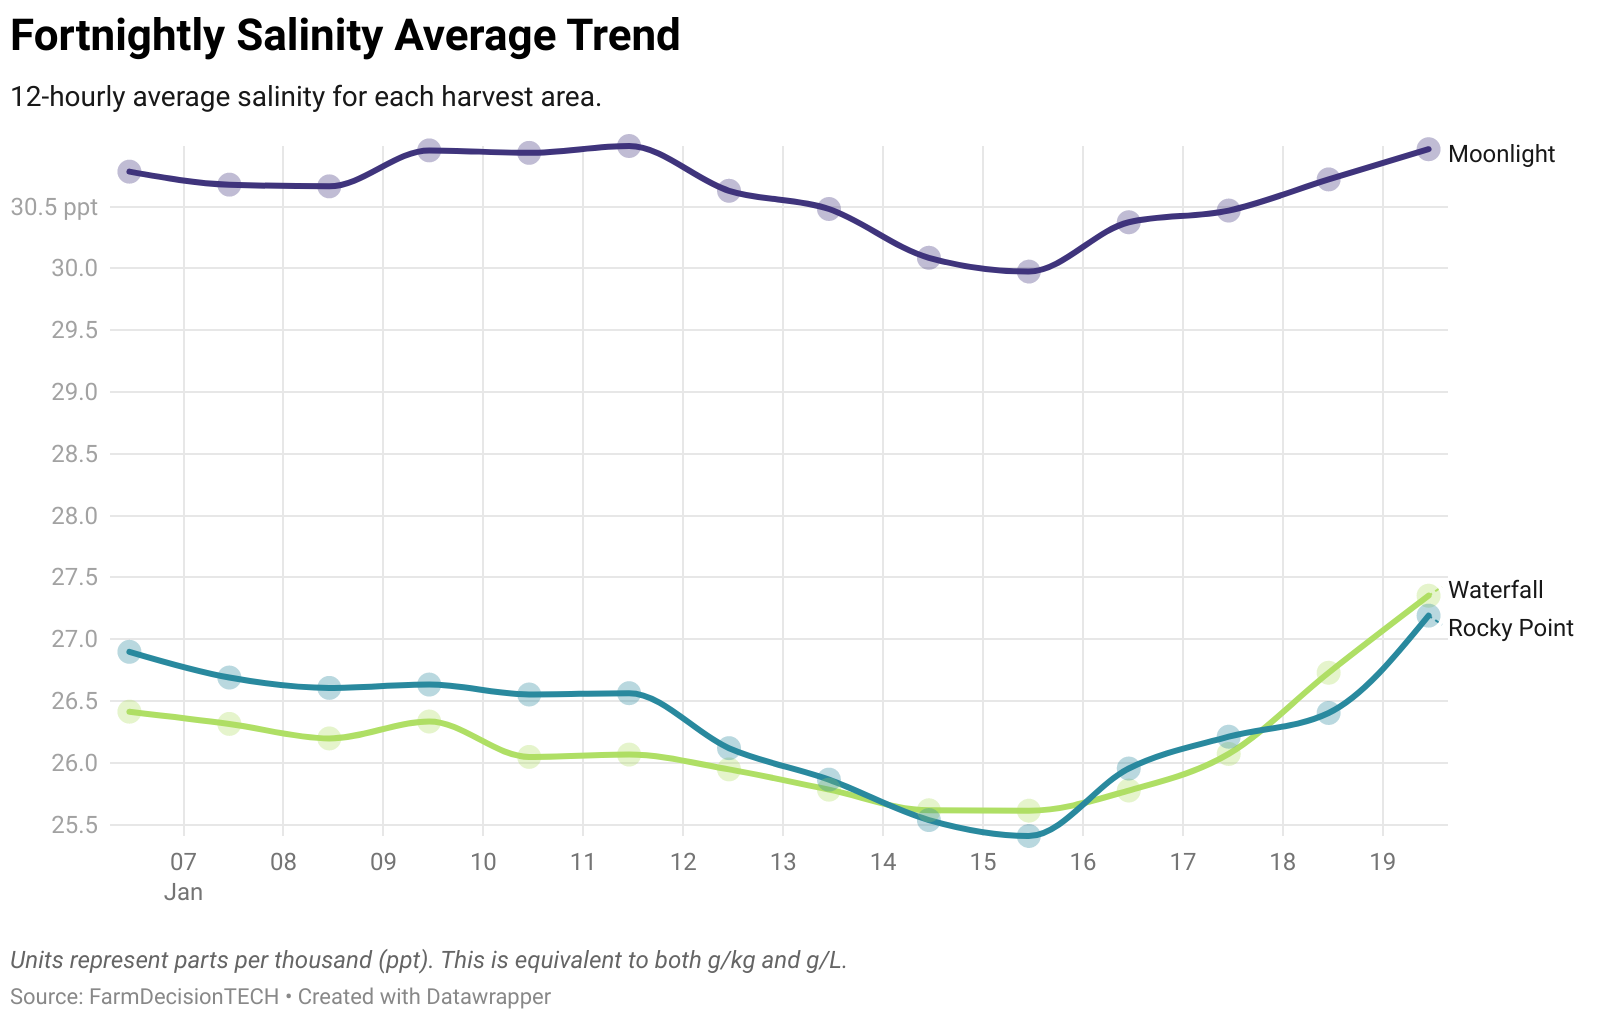 Fortnightly Salinity Average Trend
12-hourly average salinity for each harvest area.
Moonlight
30.5 ppt
30.0
29.5
29.0
28.5
28.0
27.5
Waterfall
Rocky Point
27.0
26.5
26.0
25.5
07 08 09 10 11 12 13 14 15 16 17 18 19
Jan
Units represent parts per thousand (ppt). This is equivalent to both g/kg and g/L.
Source: FarmDecisionTECH • Created with Datawrapper